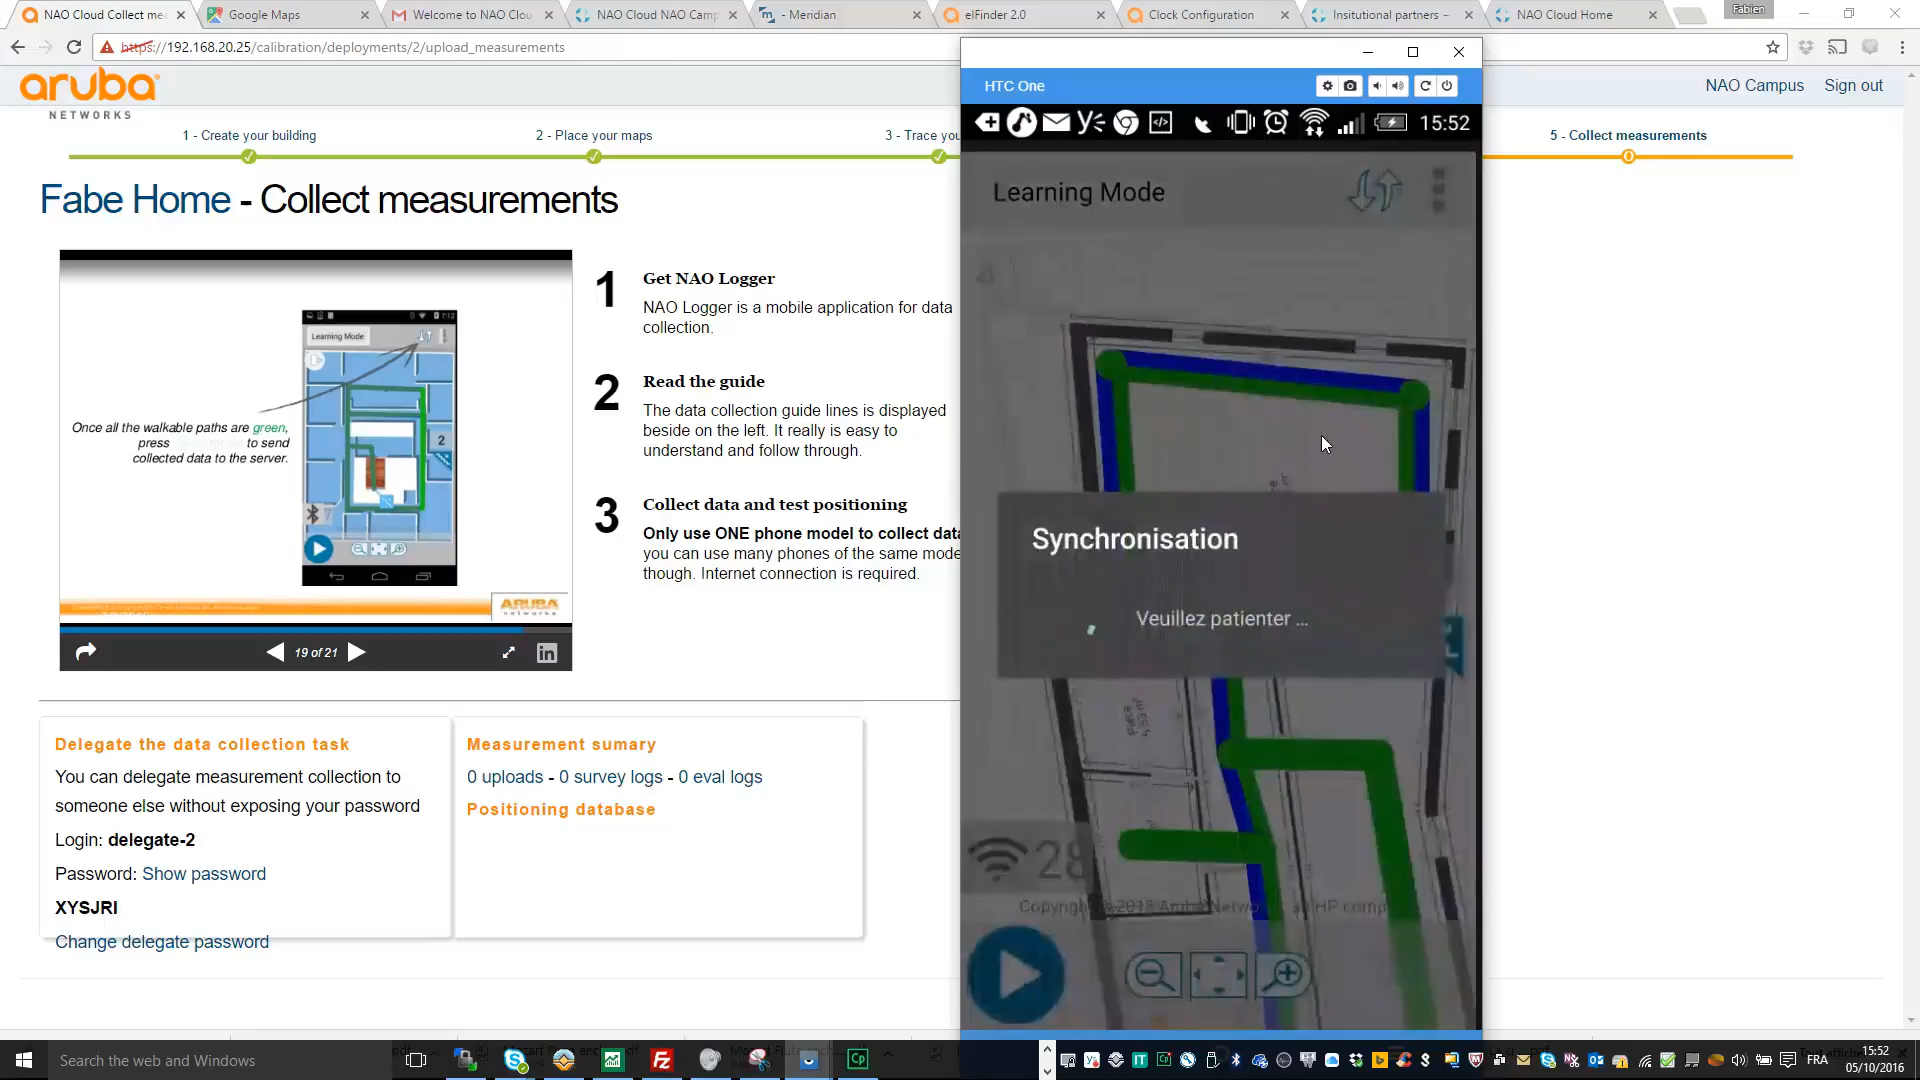 NAO Cloud Collect mea
Google Maps
Welcome to NAO Clou
NAO Cloud NAO Camp
- Meridian
elFinder 2.0
Clock Configuration
Insitutional partners –
NAO Cloud Home
Fabien
https://192.168.20.25/calibration/deployments/2/upload_measurements
aruba
NETWORKS
NAO Campus
Sign out
1 - Create your building
2 - Place your maps
3 - Trace you
5 - Collect measurements
Fabe Home - Collect measurements
Learning Mode
Once all the walkable paths are green,
press to send
collected data to the server.
2
ARUBA
networks
19 of 21
1
Get NAO Logger
NAO Logger is a mobile application for data
collection.
2
Read the guide
The data collection guide lines is displayed
beside on the left. It really is easy to
understand and follow through.
3
Collect data and test positioning
Only use ONE phone model to collect data
you can use many phones of the same mode
though. Internet connection is required.
Delegate the data collection task
You can delegate measurement collection to
someone else without exposing your password
Login: delegate-2
Password: Show password
XYSJRI
Change delegate password
Measurement sumary
0 uploads - 0 survey logs - 0 eval logs
Positioning database
HTC One
15:52
Learning Mode
Synchronisation
Veuillez patienter ...
28
Search the web and Windows
FRA
15:52
05/10/2016